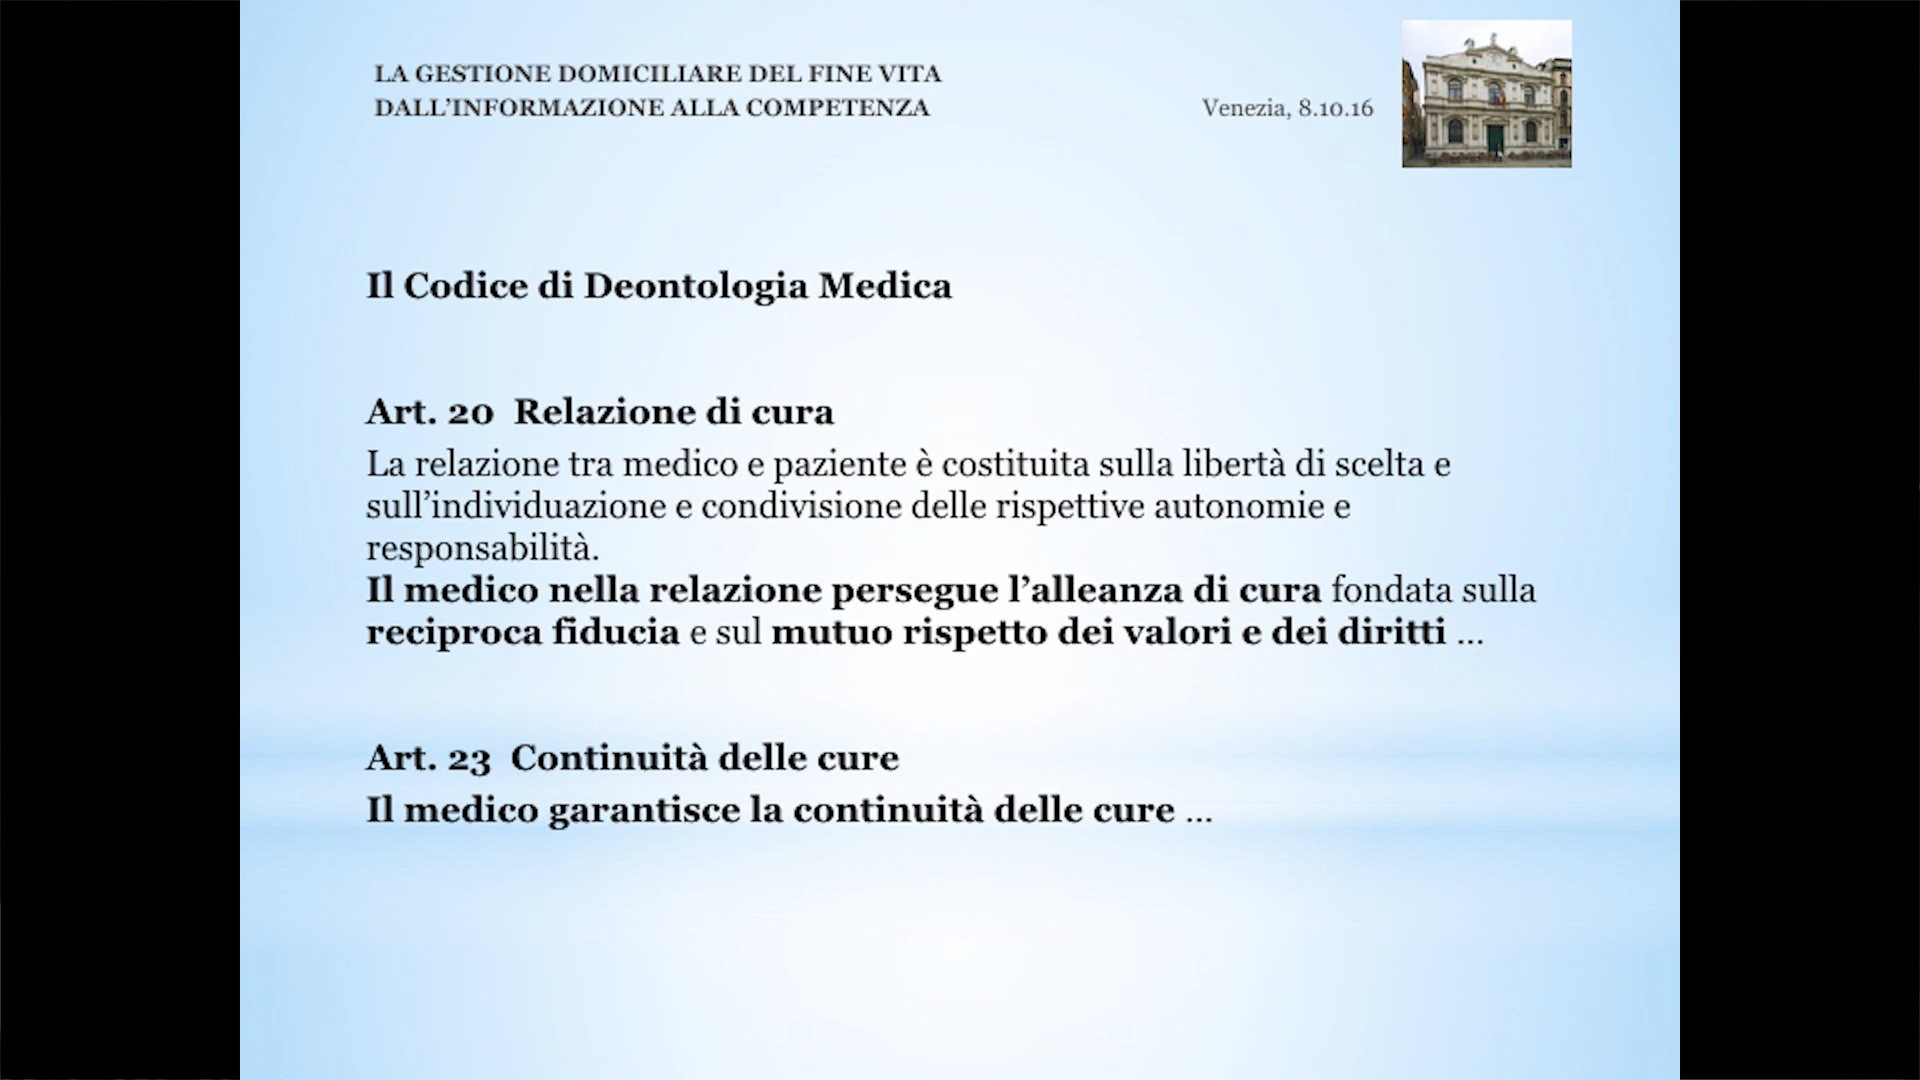 LA GESTIONE DOMICILIARE DEL FINE VITA
DALL’INFORMAZIONE ALLA COMPETENZA
Venezia, 8.10.16
Il Codice di Deontologia Medica
Art. 20 Relazione di cura
La relazione tra medico e paziente è costituita sulla libertà di scelta e
sull’individuazione e condivisione delle rispettive autonomie e
responsabilità.
Il medico nella relazione persegue l’alleanza di cura fondata sulla
reciproca fiducia e sul mutuo rispetto dei valori e dei diritti ...
Art. 23 Continuità delle cure
Il medico garantisce la continuità delle cure ...